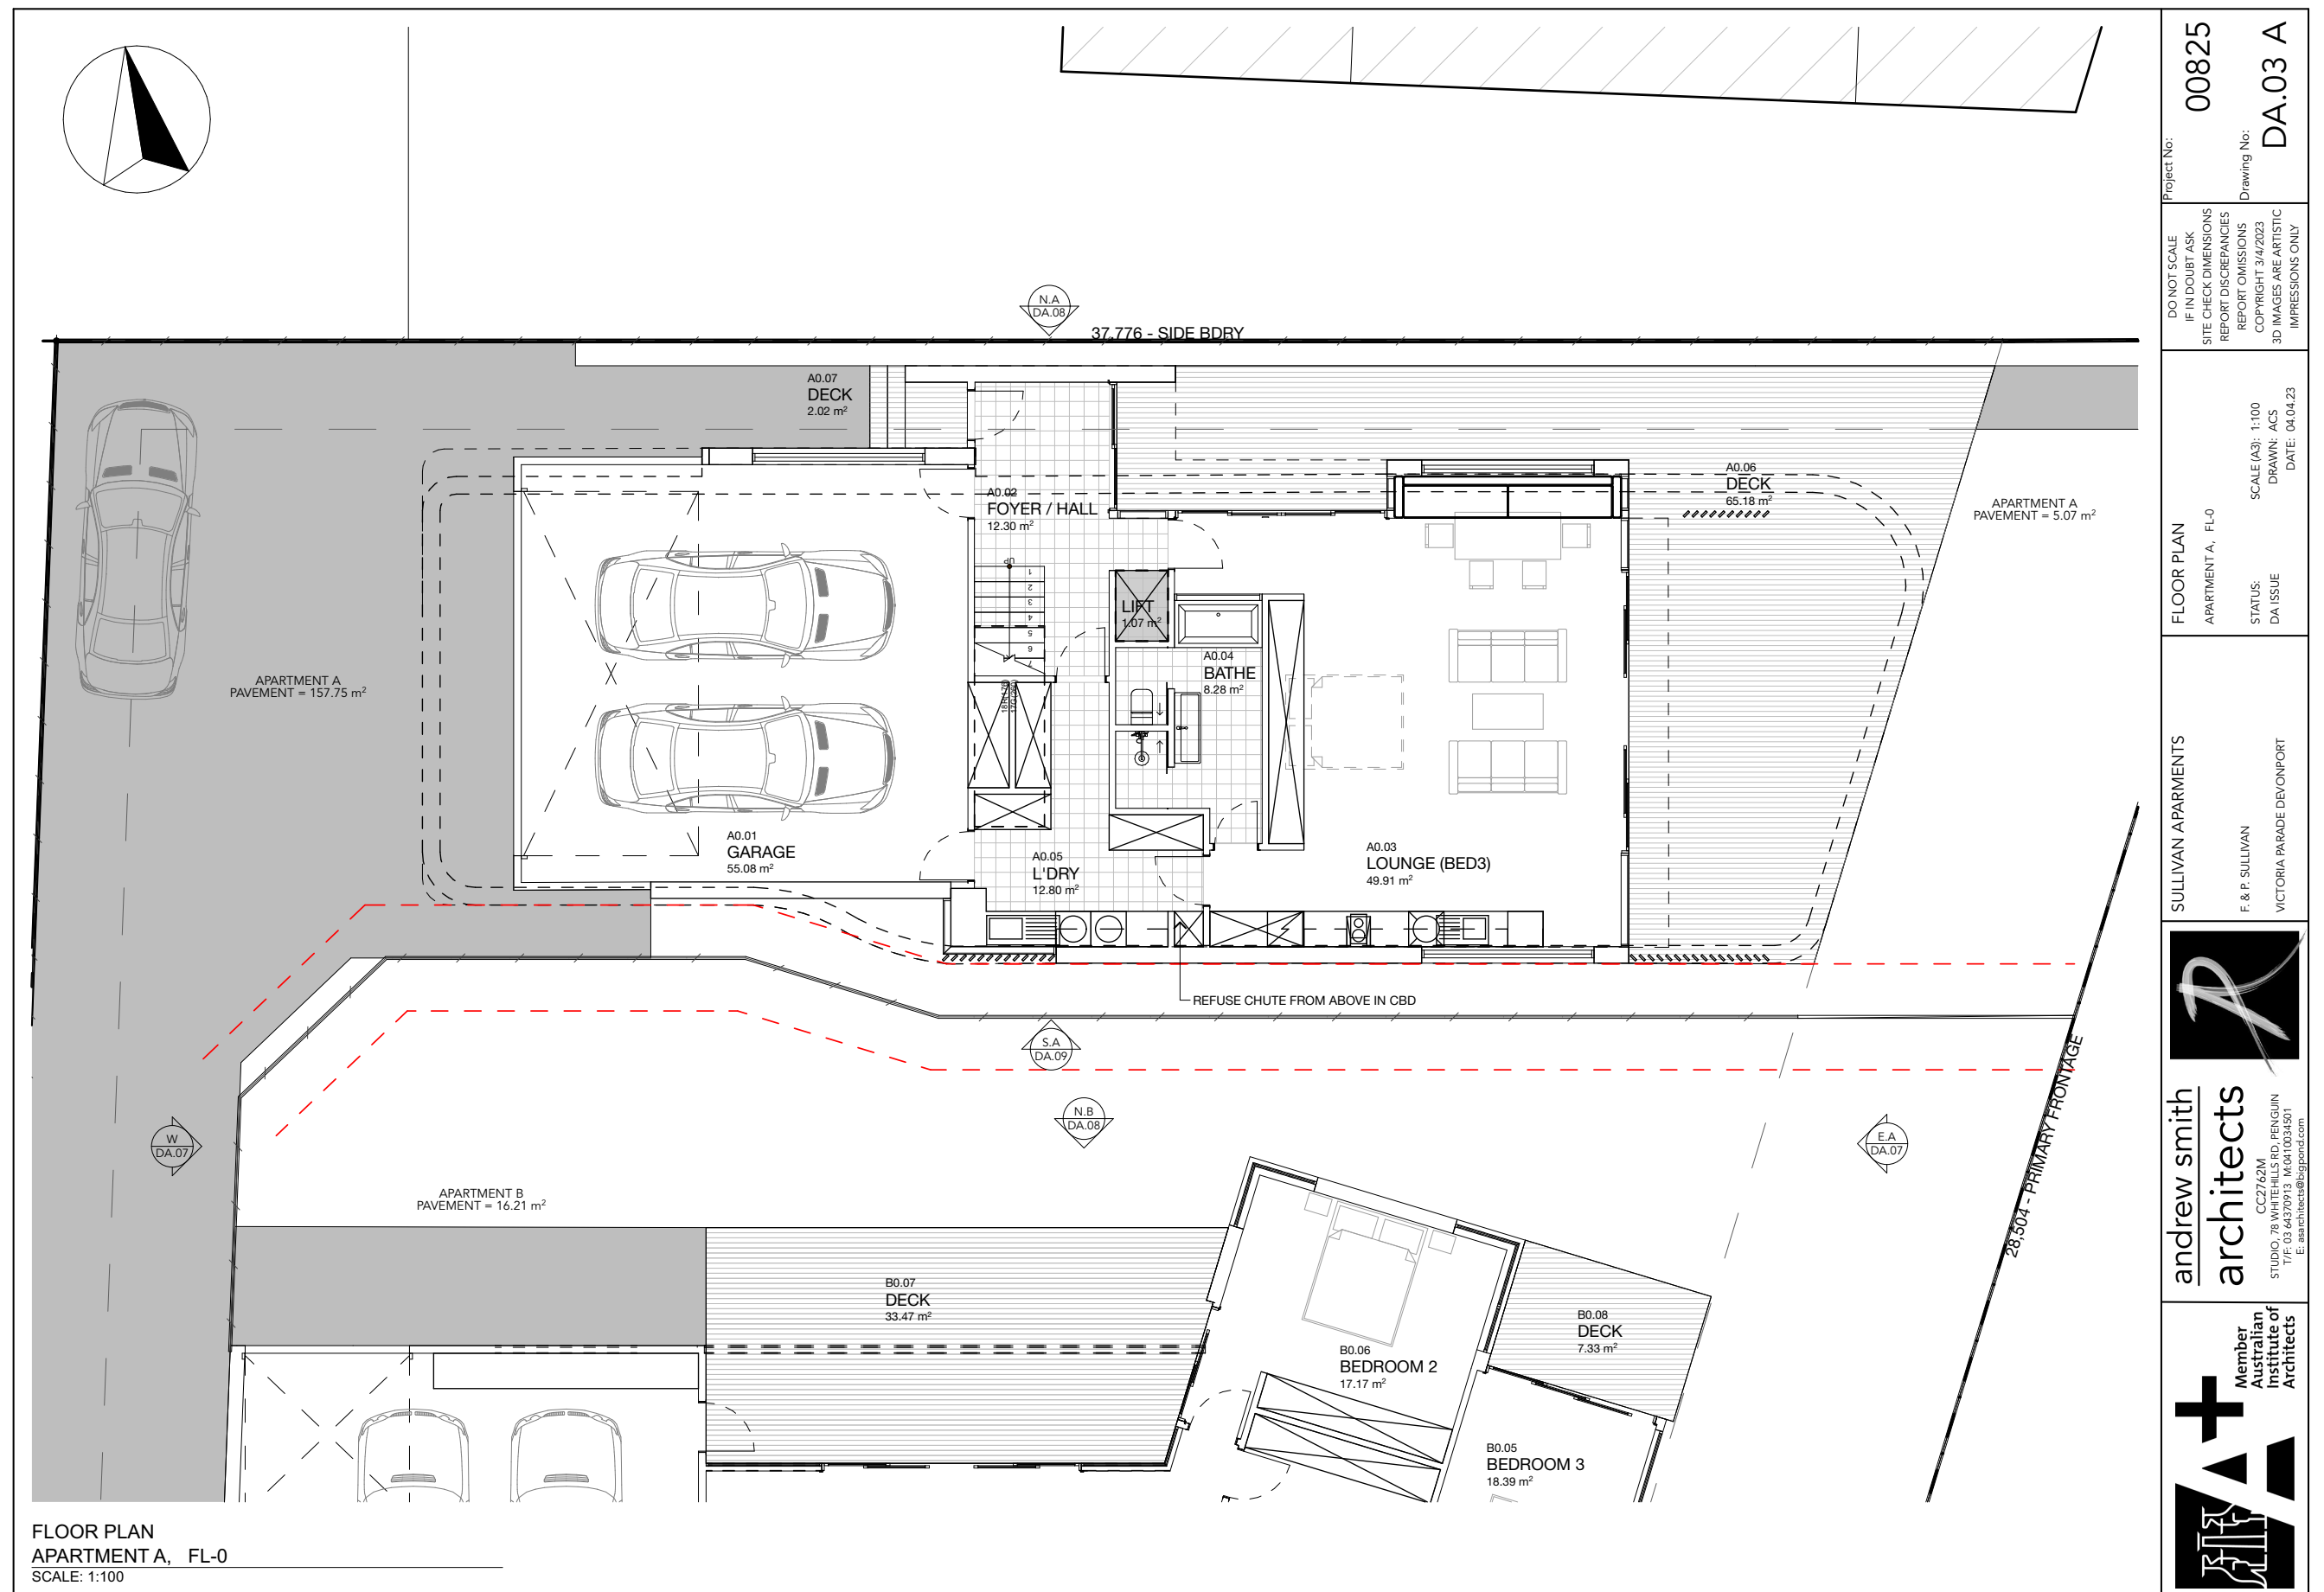 N.A
DA.08
37,776 - SIDE BDRY
A0.07
DECK
2.02 m²
A0.02
FOYER / HALL
12.30 m²
A0.06
DECK
65.18 m²
APARTMENT A
PAVEMENT = 5.07 m²
UP
1
2
3
4
5
6
7
LIFT
1.07 m²
A0.04
BATHE
8.28 m²
APARTMENT A
PAVEMENT = 157.75 m²
A0.01
GARAGE
55.08 m²
A0.05
L'DRY
12.80 m²
A0.03
LOUNGE (BED3)
49.91 m²
REFUSE CHUTE FROM ABOVE IN CBD
S.A
DA.09
N.B
DA.08
W
DA.07
E.A
DA.07
28,504 - PRIMARY FRONTAGE
APARTMENT B
PAVEMENT = 16.21 m²
B0.07
DECK
33.47 m²
B0.08
DECK
7.33 m²
B0.06
BEDROOM 2
17.17 m²
B0.05
BEDROOM 3
18.39 m²
FLOOR PLAN
APARTMENT A, FL-0
SCALE: 1:100
Project No:
00825
Drawing No:
DA.03 A
DO NOT SCALE
IF IN DOUBT ASK
SITE CHECK DIMENSIONS
REPORT DISCREPANCIES
REPORT OMISSIONS
COPYRIGHT 3/4/2023
3D IMAGES ARE ARTISTIC
IMPRESSIONS ONLY
FLOOR PLAN
APARTMENT A, FL-0
STATUS:
DA ISSUE
SCALE (A3): 1:100
DRAWN: ACS
DATE: 04.04.23
SULLIVAN APARMENTS
F. & P. SULLIVAN
VICTORIA PARADE DEVONPORT
andrew smith
architects
CC2762M
STUDIO, 78 WHITEHILLS RD, PENGUIN
T/F: 03 64370913 M:0410034501
E: asarchitects@bigpond.com
A+
Member
Australian
Institute of
Architects